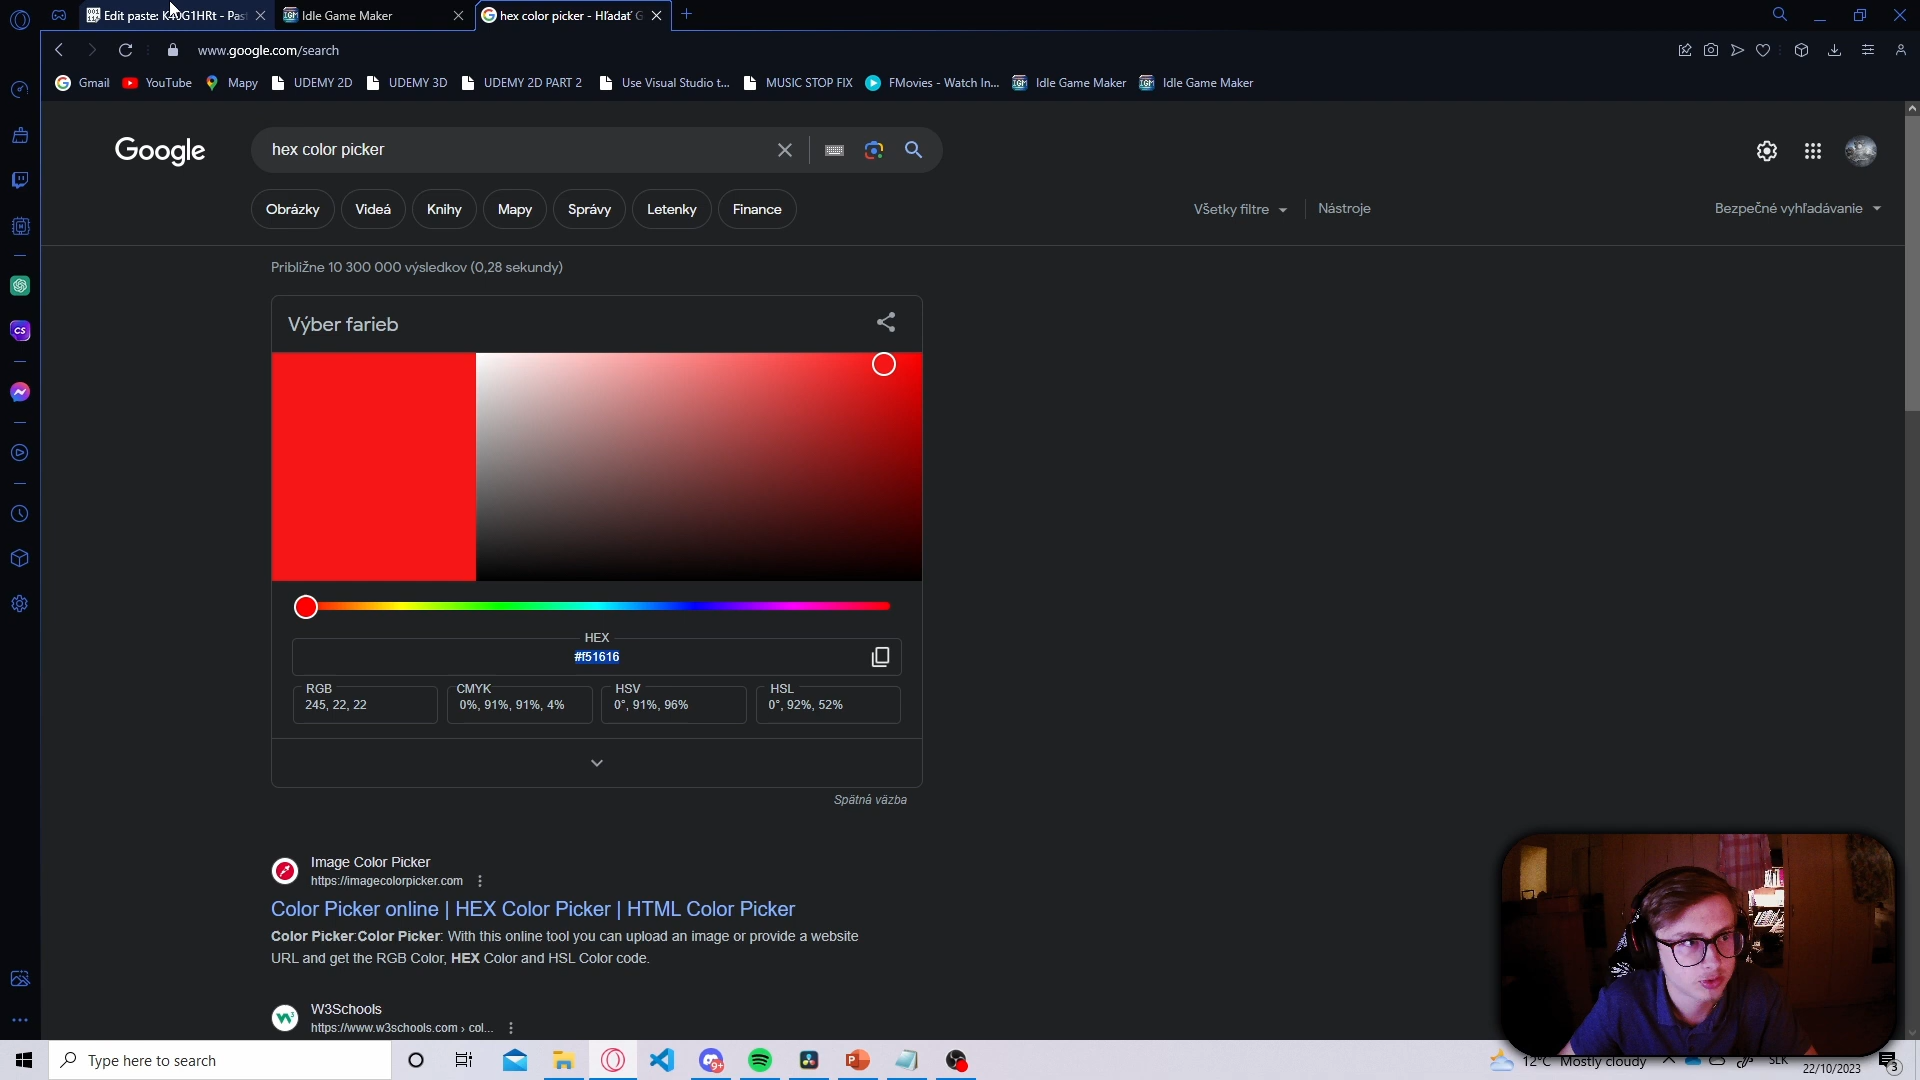 Edit paste: K40G1HRt - Pas
Idle Game Maker
hex color picker - Hľadať G
www.google.com/search
Gmail
YouTube
Mapy
UDEMY 2D
UDEMY 3D
UDEMY 2D PART 2
Use Visual Studio t...
MUSIC STOP FIX
FMovies - Watch In...
Idle Game Maker
Idle Game Maker
Google
hex color picker
Obrázky
Videá
Knihy
Mapy
Správy
Letenky
Finance
Všetky filtre
Nástroje
Bezpečné vyhľadávanie
Približne 10 300 000 výsledkov (0,28 sekundy)
Výber farieb
HEX
#f51616
RGB
245, 22, 22
CMYK
0%, 91%, 91%, 4%
HSV
0°, 91%, 96%
HSL
0°, 92%, 52%
Spätná väzba
Image Color Picker
https://imagecolorpicker.com
Color Picker online | HEX Color Picker | HTML Color Picker
Color Picker:Color Picker: With this online tool you can upload an image or provide a website
URL and get the RGB Color, HEX Color and HSL Color code.
W3Schools
https://www.w3schools.com › col...
Type here to search
9+
12°C Mostly cloudy
SLK
22/10/2023
3